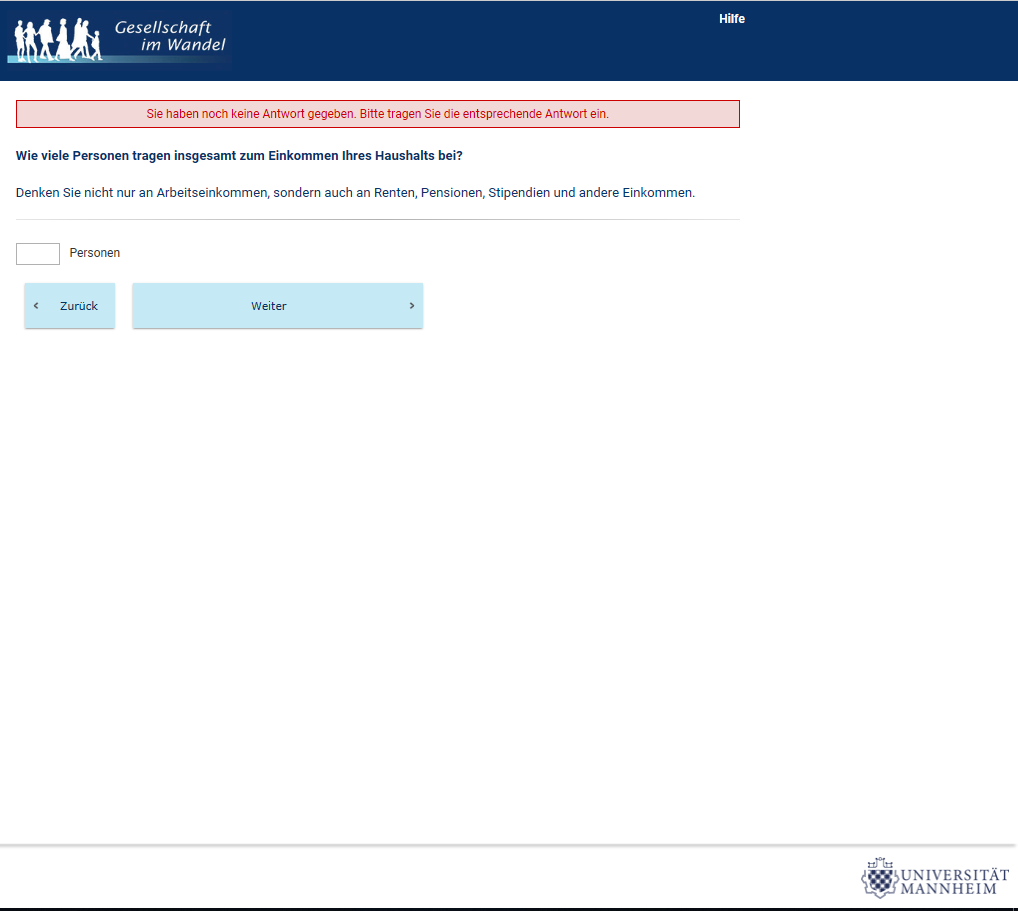 Gesellschaft
im Wandel
Hilfe
Sie haben noch keine Antwort gegeben. Bitte tragen Sie die entsprechende Antwort ein.
Wie viele Personen tragen insgesamt zum Einkommen Ihres Haushalts bei?
Denken Sie nicht nur an Arbeitseinkommen, sondern auch an Renten, Pensionen, Stipendien und andere Einkommen.
Personen
Zurück
Weiter
UNIVERSITÄT
MANNHEIM